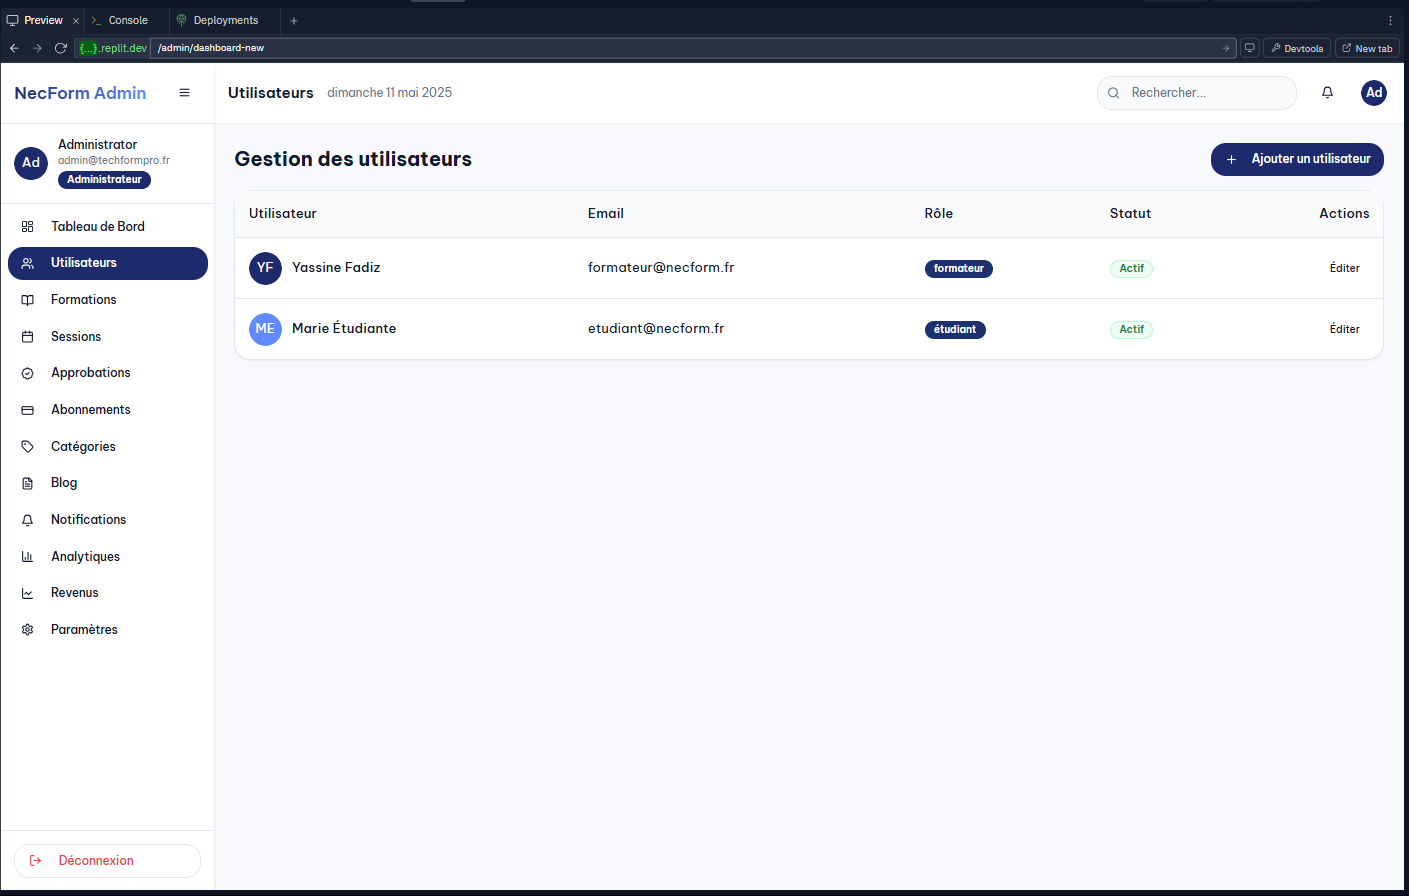 Preview
Console
Deployments
{...}.replit.dev /admin/dashboard-new
Devtools
New tab
NecForm Admin
Utilisateurs dimanche 11 mai 2025
Rechercher...
Ad
Ad
Administrator
admin@techformpro.fr
Administrateur
Tableau de Bord
Utilisateurs
Formations
Sessions
Approbations
Abonnements
Catégories
Blog
Notifications
Analytiques
Revenus
Paramètres
Déconnexion
Gestion des utilisateurs
Ajouter un utilisateur
Utilisateur Email Rôle Statut Actions
YF Yassine Fadiz formateur@necform.fr formateur Actif Éditer
ME Marie Étudiante etudiant@necform.fr étudiant Actif Éditer